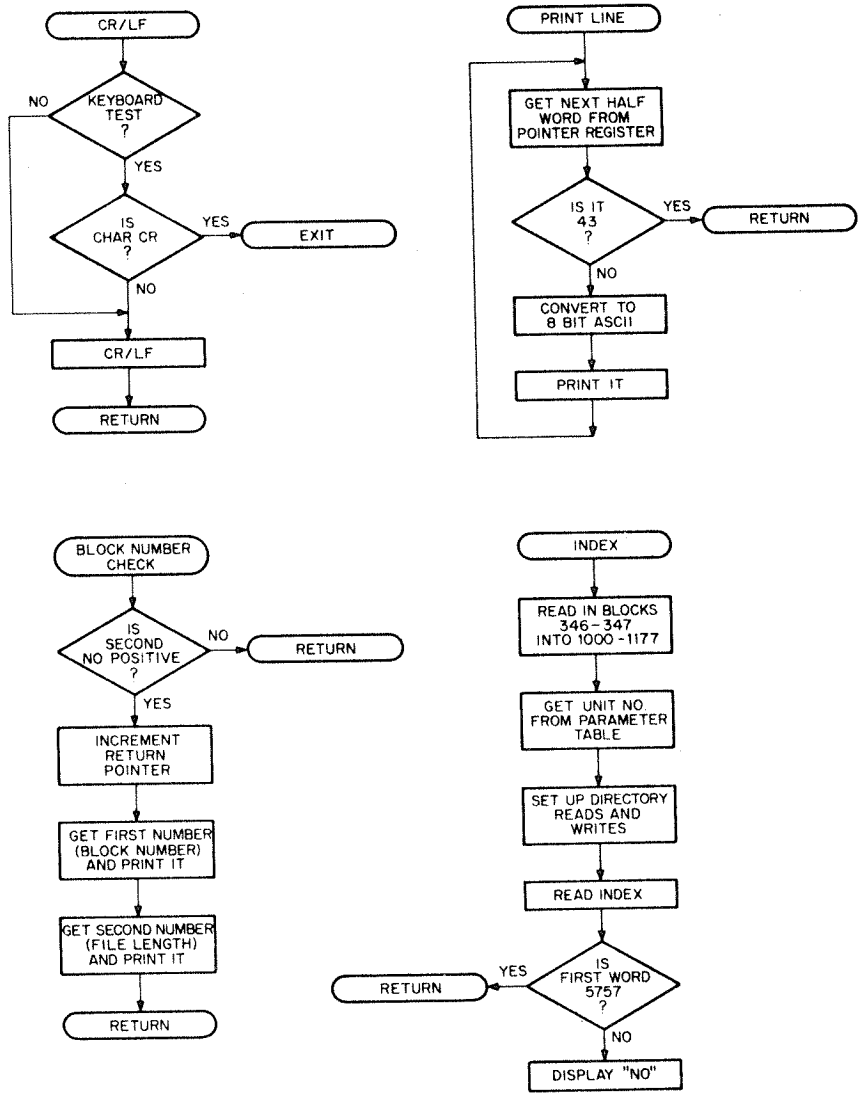 CR/LF
KEYBOARD
TEST
?
NO
YES
IS
CHAR CR
?
YES
EXIT
NO
CR/LF
RETURN
PRINT LINE
GET NEXT HALF
WORD FROM
POINTER REGISTER
IS IT
43
?
YES
RETURN
NO
CONVERT TO
8 BIT ASCII
PRINT IT
BLOCK NUMBER
CHECK
IS
SECOND
NO POSITIVE
?
NO
RETURN
YES
INCREMENT
RETURN
POINTER
GET FIRST NUMBER
(BLOCK NUMBER)
AND PRINT IT
GET SECOND NUMBER
(FILE LENGTH)
AND PRINT IT
RETURN
INDEX
READ IN BLOCKS
346-347
INTO 1000-1177
GET UNIT NO.
FROM PARAMETER
TABLE
SET UP DIRECTORY
READS AND
WRITES
READ INDEX
IS
FIRST WORD
5757
?
YES
RETURN
NO
DISPLAY "NO"